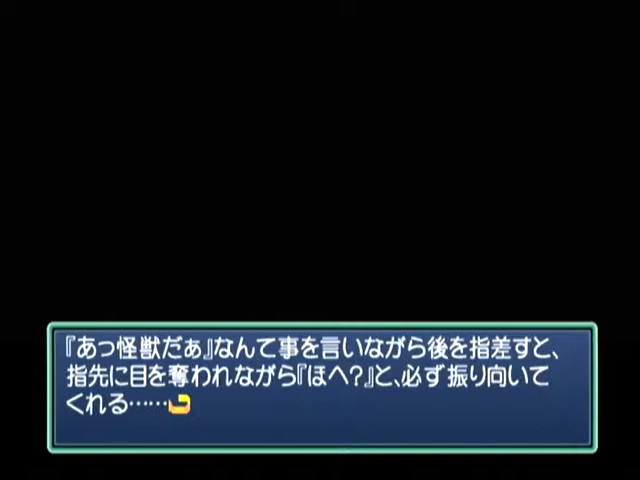 『あっ怪獣だぁ』なんて事を言いながら後を指差すと、
指先に目を奪われながら『ほへ？』と、必ず振り向いて
くれる……